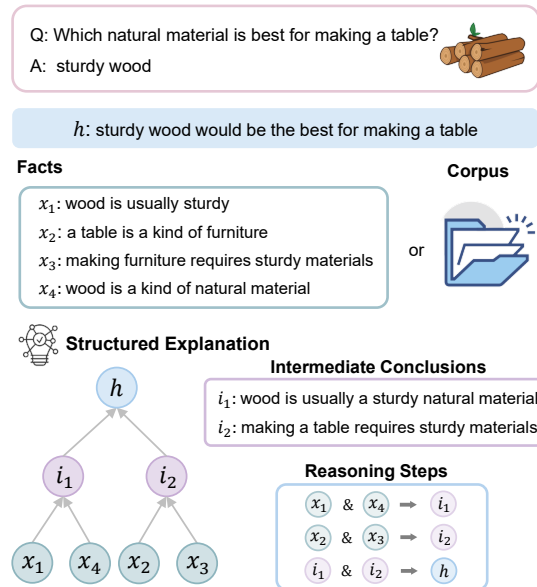 Q: Which natural material is best for making a table?
A: sturdy wood
h: sturdy wood would be the best for making a table
Facts
Corpus
x₁: wood is usually sturdy
x₂: a table is a kind of furniture
x₃: making furniture requires sturdy materials
x₄: wood is a kind of natural material
or
Structured Explanation
Intermediate Conclusions
i₁: wood is usually a sturdy natural material
i₂: making a table requires sturdy materials
h
i₁ i₂
x₁ x₄ x₂ x₃
Reasoning Steps
x₁ & x₄ → i₁
x₂ & x₃ → i₂
i₁ & i₂ → h